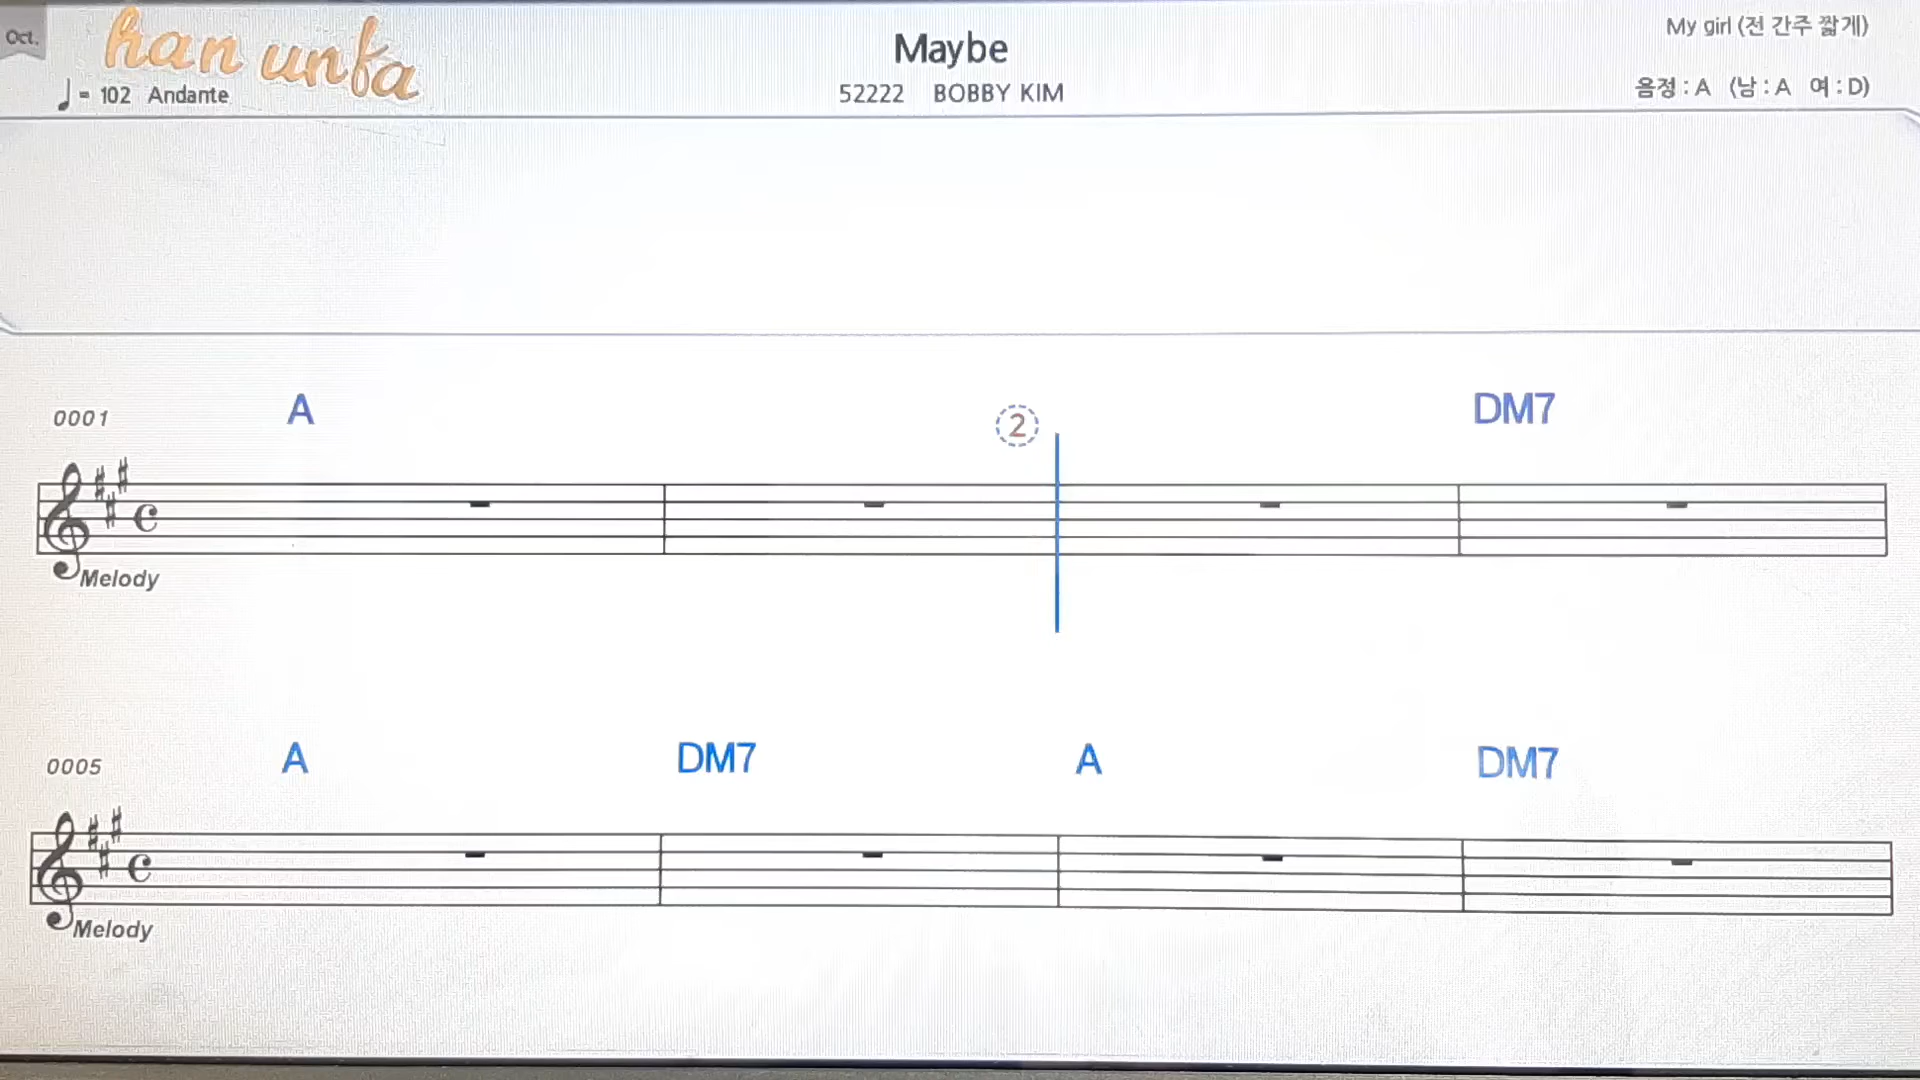 Oct.
han unfa
Maybe
My girl (전 간주 짧게)
♩ = 102 Andante
52222 BOBBY KIM
음정 : A (남 : A 여 : D)
0001
A
②
DM7
C
Melody
0005
A
DM7
A
DM7
C
Melody